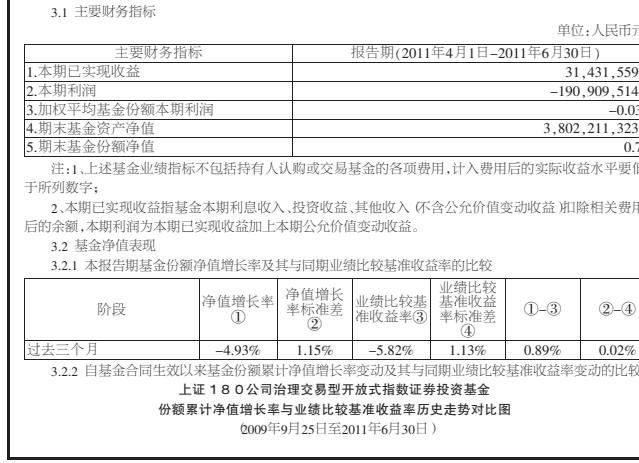 3.1 主要财务指标
单位:人民币元
主要财务指标 报告期(2011年4月1日-2011年6月30日)
1.本期已实现收益 31,431,559
2.本期利润 -190,909,514
3.加权平均基金份额本期利润 -0.03
4.期末基金资产净值 3,802,211,323
5.期末基金份额净值 0.7
注:1、上述基金业绩指标不包括持有人认购或交易基金的各项费用,计入费用后的实际收益水平要低
于所列数字;
2、本期已实现收益指基金本期利息收入、投资收益、其他收入(不含公允价值变动收益)扣除相关费用
后的余额,本期利润为本期已实现收益加上本期公允价值变动收益。
3.2 基金净值表现
3.2.1 本报告期基金份额净值增长率及其与同期业绩比较基准收益率的比较
阶段 净值增长率① 净值增长率标准差② 业绩比较基准收益率③ 业绩比较基准收益率标准差④ ①-③ ②-④
过去三个月 -4.93% 1.15% -5.82% 1.13% 0.89% 0.02%
3.2.2 自基金合同生效以来基金份额累计净值增长率变动及其与同期业绩比较基准收益率变动的比较
上证180公司治理交易型开放式指数证券投资基金
份额累计净值增长率与业绩比较基准收益率历史走势对比图
(2009年9月25日至2011年6月30日)